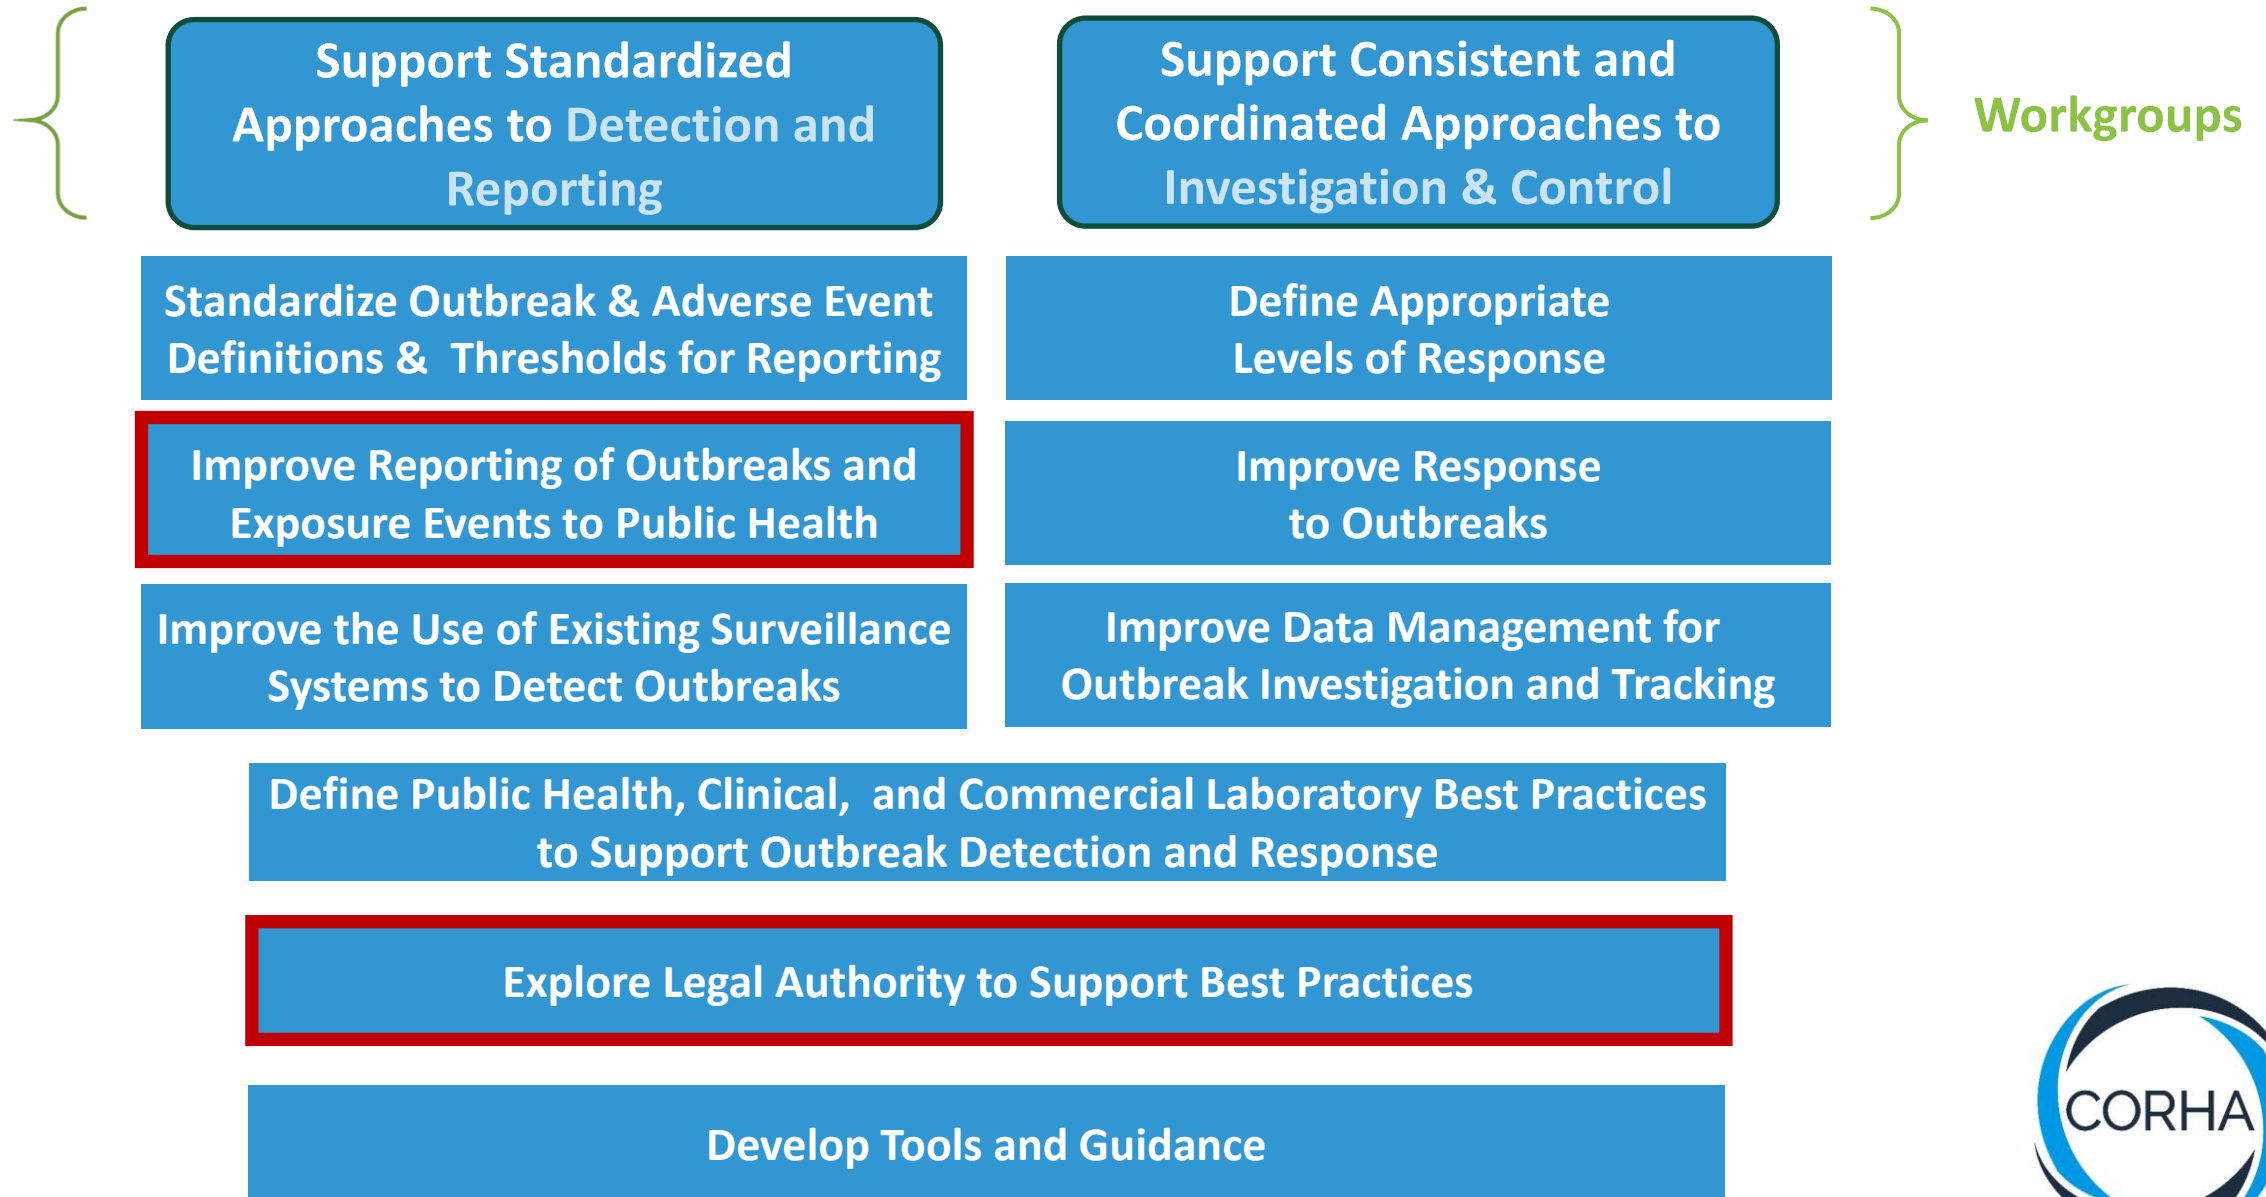 Support Standardized
Approaches to Detection and
Reporting
Support Consistent and
Coordinated Approaches to
Investigation & Control
Workgroups
Standardize Outbreak & Adverse Event
Definitions &  Thresholds for Reporting
Define Appropriate
Levels of Response
Improve Reporting of Outbreaks and
Exposure Events to Public Health
Improve Response
to Outbreaks
Improve the Use of Existing Surveillance
Systems to Detect Outbreaks
Improve Data Management for
Outbreak Investigation and Tracking
Define Public Health, Clinical,  and Commercial Laboratory Best Practices
to Support Outbreak Detection and Response
Explore Legal Authority to Support Best Practices
Develop Tools and Guidance
CORHA